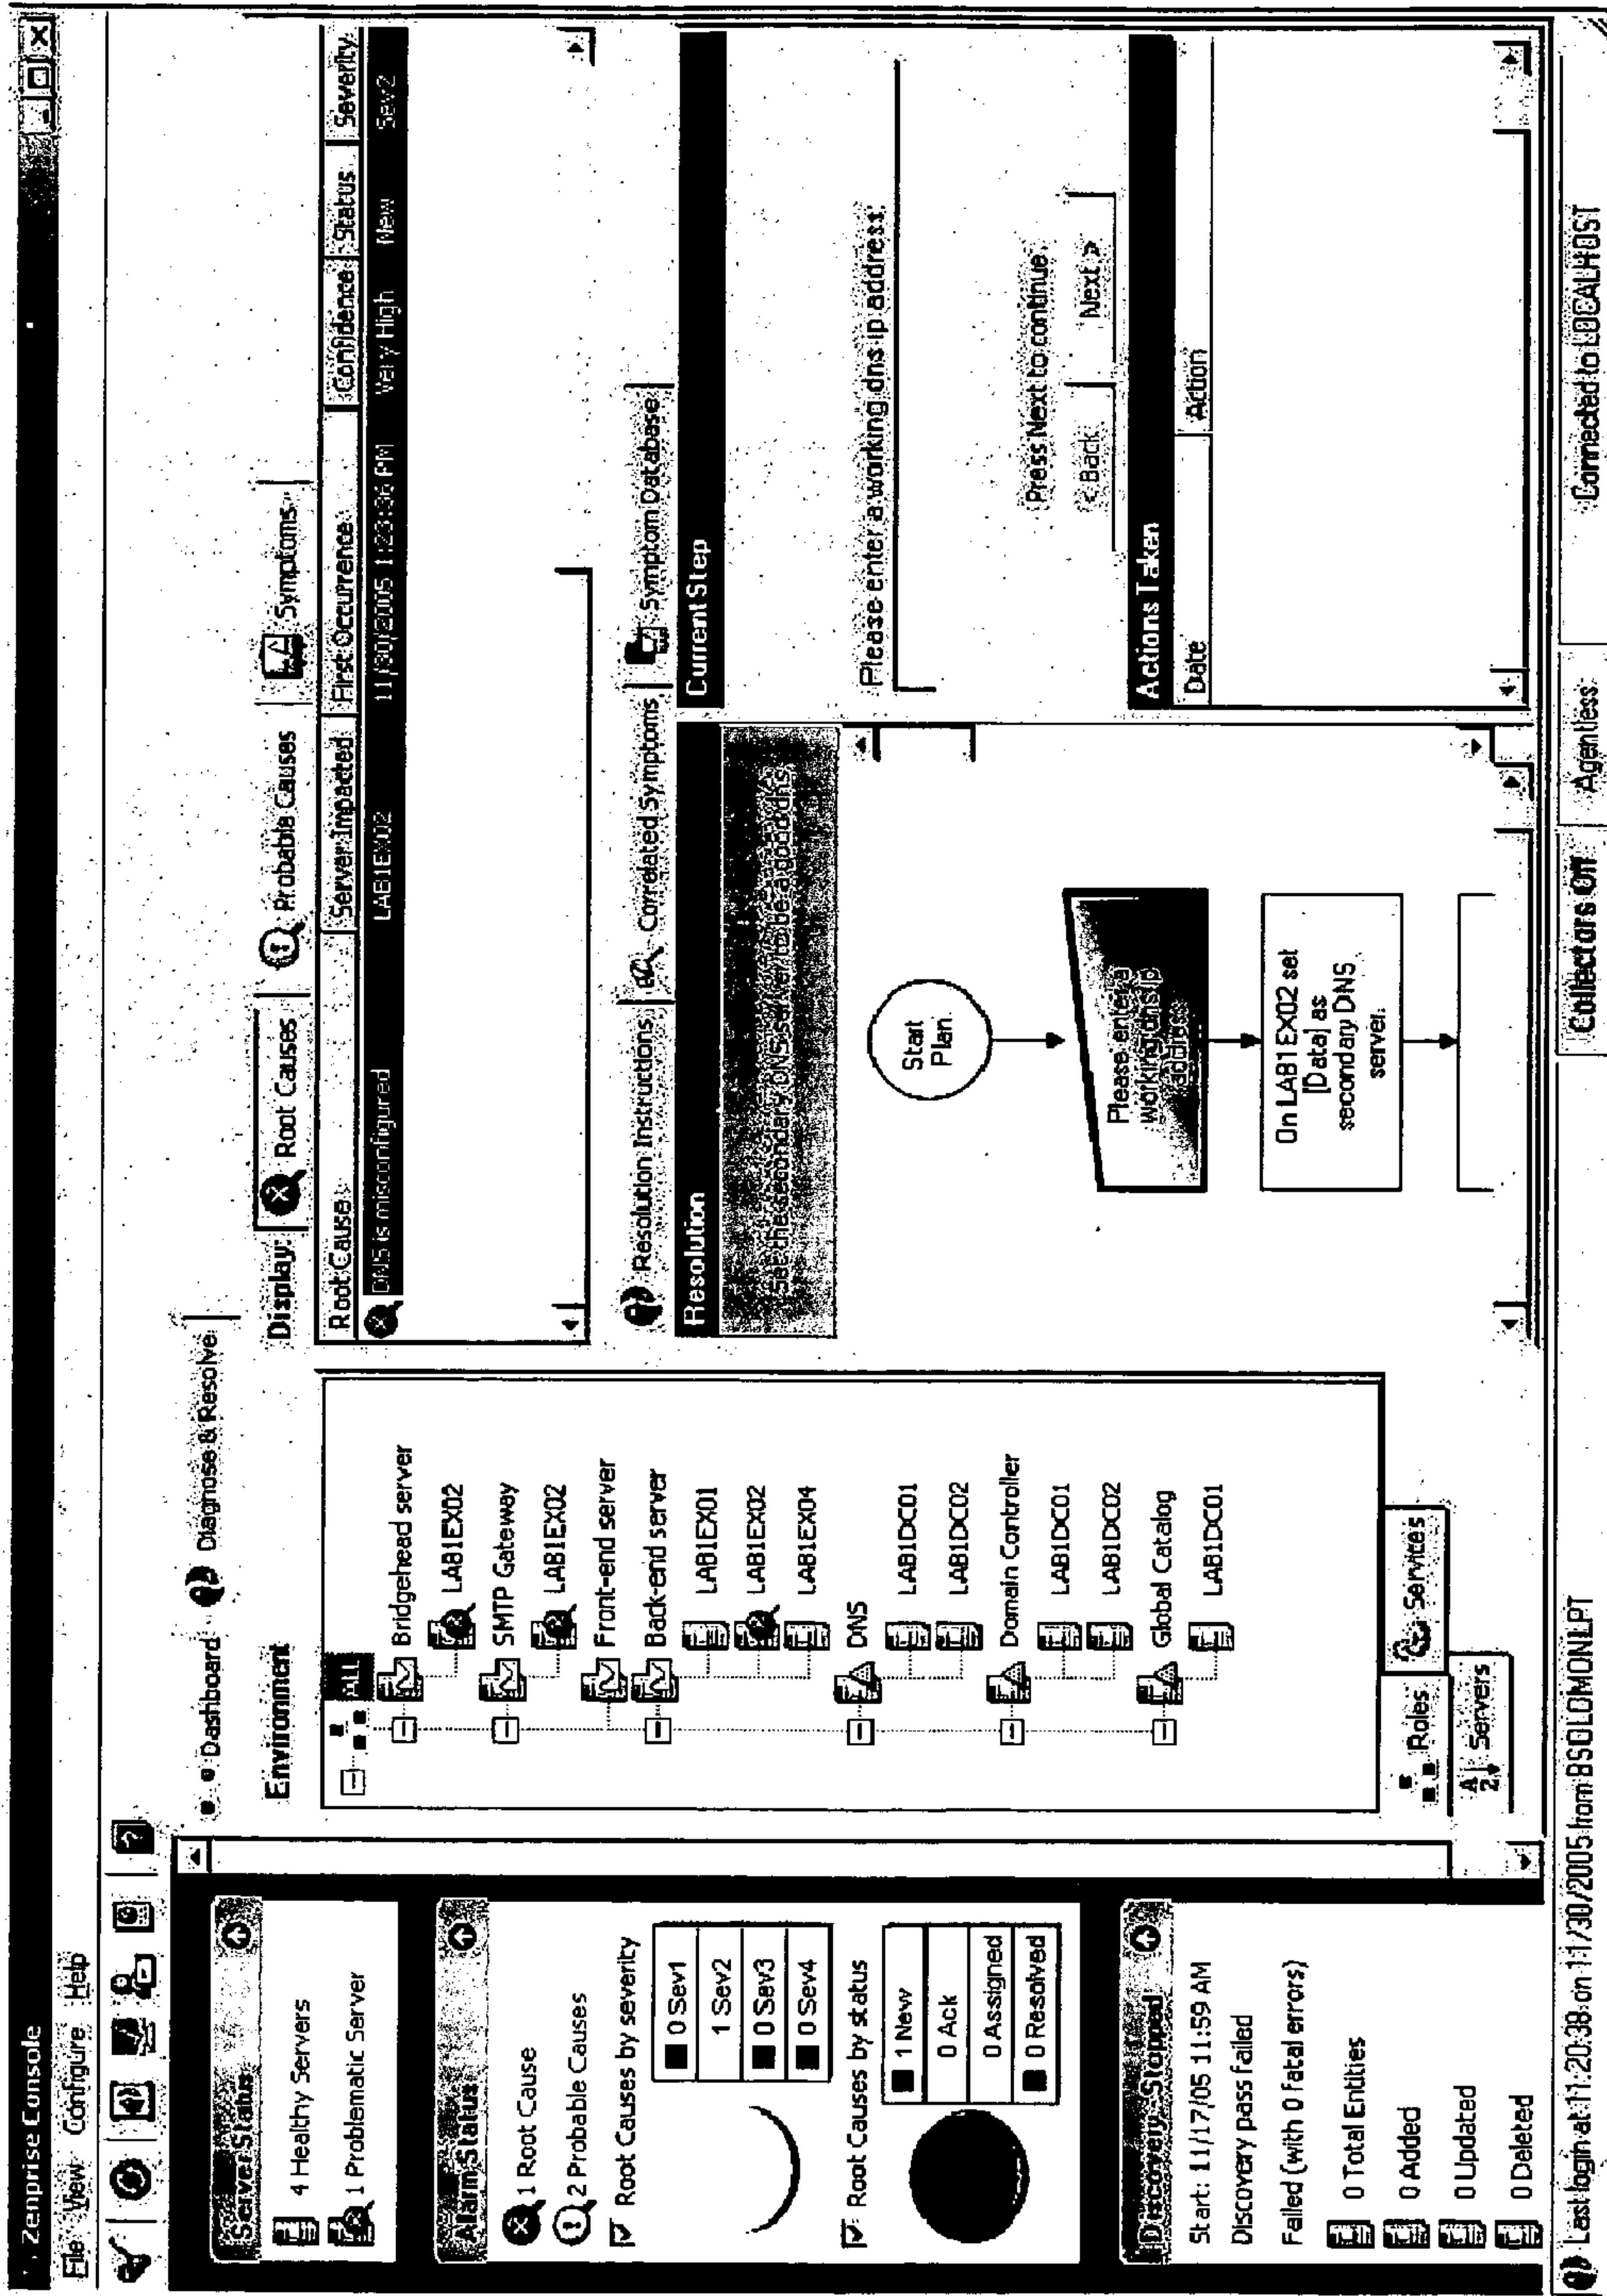 Zenprise Console
File View Configure Help
Server Status
4 Healthy Servers
1 Problematic Server
Alarm Status
1 Root Cause
2 Probable Causes
Root Causes by severity
0 Sev1
1 Sev2
0 Sev3
0 Sev4
Root Causes by status
1 New
0 Ack
0 Assigned
0 Resolved
Discovery Stopped
Start: 11/17/05 11:59 AM
Discovery pass failed
Failed (with 0 fatal errors)
0 Total Entities
0 Added
0 Updated
0 Deleted
Dashboard
Diagnose & Resolve
Environment
All
Bridgehead server
LAB1EX02
SMTP Gateway
LAB1EX02
Front-end server
Back-end server
LAB1EX01
LAB1EX02
LAB1EX04
DNS
LAB1DC01
LAB1DC02
Domain Controller
LAB1DC01
LAB1DC02
Global Catalog
LAB1DC01
Roles
Services
Servers
Display: Root Causes Probable Causes Symptoms
Root Cause Server Impacted First Occurrence Confidence Status Severity
DNS is misconfigured LAB1EX02 11/30/2005 PM Very High New Sev2
Resolution Instructions Correlated Symptoms Symptom Database
Resolution
Set the secondary DNS server to be a good dns
Start Plan
Please enter a
working dns ip
address
On LAB1EX02 set
[Data] as
secondary DNS
server.
Current Step
Please enter a working dns ip address:
Press Next to continue.
< Back
Next >
Actions Taken
Date Action
Last login at 11:20:38 on 11/30/2005 from BSOLOMONLPT
Collectors Off
Agentless
Connected to LOCALHOST